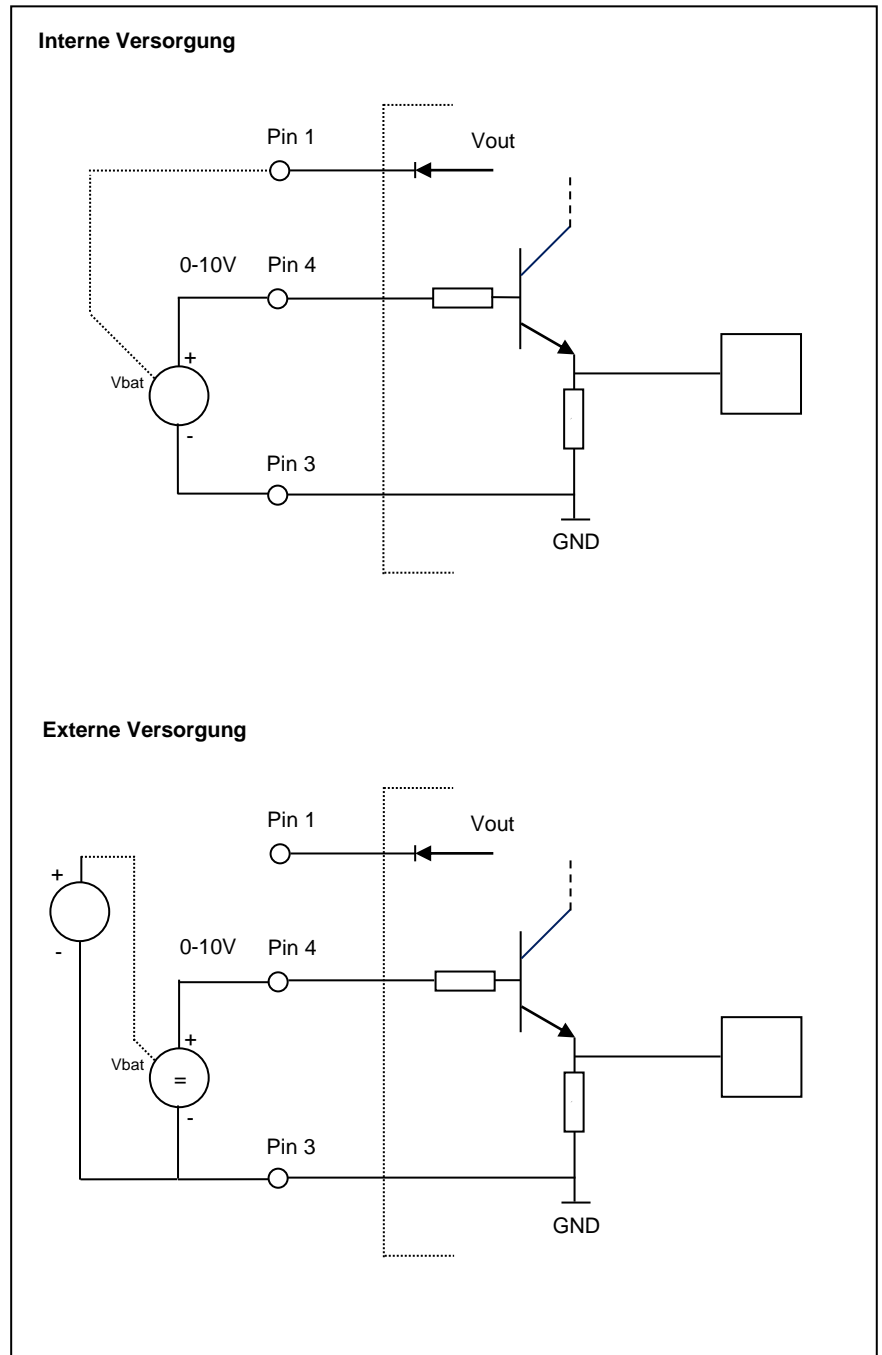 Interne Versorgung
Pin 1
Vout
0-10V
Pin 4
+
Vbat
-
Pin 3
GND
Externe Versorgung
Pin 1
Vout
+
0-10V
Pin 4
-
+
Vbat
=
-
Pin 3
GND